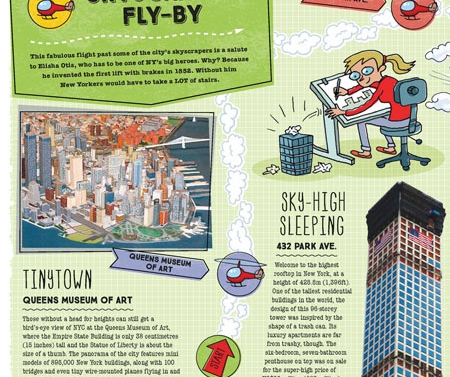 FLY-BY
This fabulous flight past some of the city's skyscrapers is a salute
to Elisha Otis, who has to be one of NY's big heroes. Why? Because
he invented the first lift with brakes in 1852. Without him
New Yorkers would have to take a LOT of stairs.
AVE.
QUEENS MUSEUM
OF ART
TINYTOWN
QUEENS MUSEUM OF ART
Those without a head for heights can still get a
bird's-eye view of NYC at the Queens Museum of Art,
where the Empire State Building is only 38 centimetres
(15 inches) tall and the Statue of Liberty is about the
size of a thumb. The panorama of the city features mini
models of 895,000 New York buildings, along with 100
bridges and even tiny wire-mounted planes flying in and
START
SKY-HIGH
SLEEPING
432 PARK AVE.
Welcome to the highest
rooftop in New York, at a
height of 425.5m (1,396ft).
One of the tallest residential
buildings in the world, the
design of this 96-storey
tower was inspired by the
shape of a trash can. Its
luxury apartments are far
from trashy, though. The
six-bedroom, seven-bathroom
penthouse on top was on sale
for the super-high price of